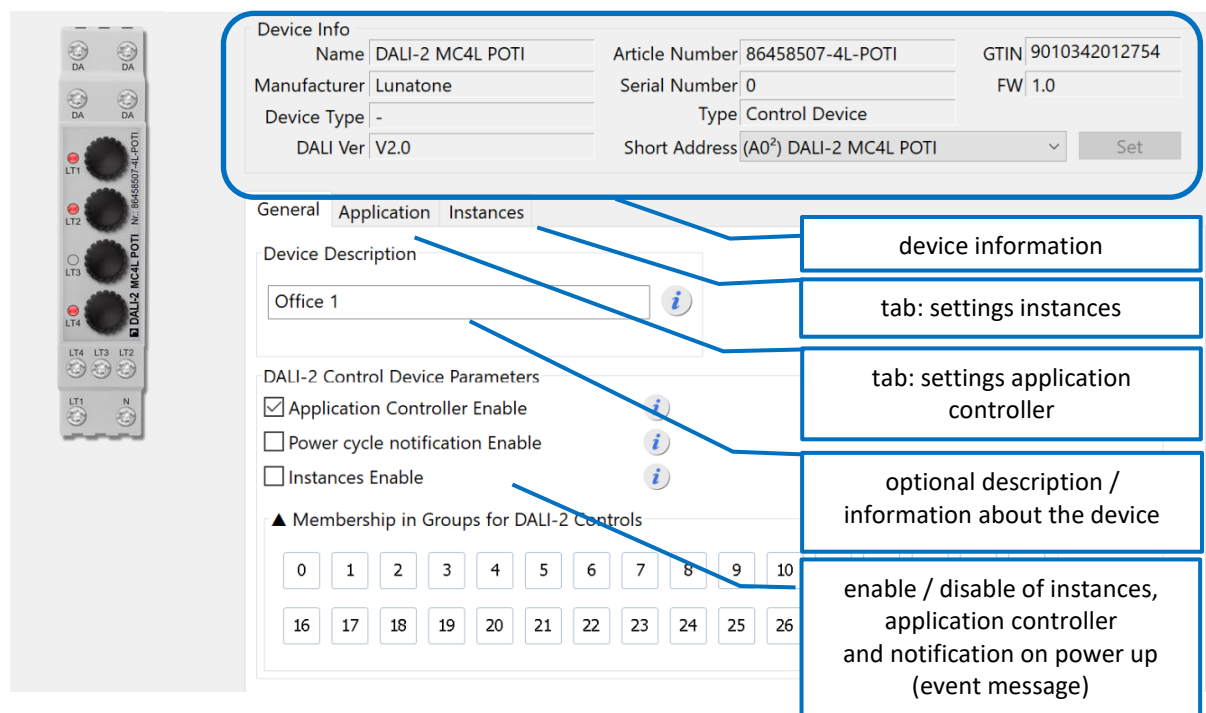 DA DA
DA DA
LT1
LT2
LT3
LT4
Nr.: 86458507-4L-POTI
DALI-2 MC4L POTI
LT4 LT3 LT2
LT1 N
Device Info
Name DALI-2 MC4L POTI Article Number 86458507-4L-POTI GTIN 9010342012754
Manufacturer Lunatone Serial Number 0 FW 1.0
Device Type - Type Control Device
DALI Ver V2.0 Short Address (A0²) DALI-2 MC4L POTI Set
General Application Instances
Device Description
Office 1 i
DALI-2 Control Device Parameters
Application Controller Enable i
Power cycle notification Enable i
Instances Enable i
▲ Membership in Groups for DALI-2 Controls
0 1 2 3 4 5 6 7 8 9 10
16 17 18 19 20 21 22 23 24 25 26
device information
tab: settings instances
tab: settings application
controller
optional description /
information about the device
enable / disable of instances,
application controller
and notification on power up
(event message)